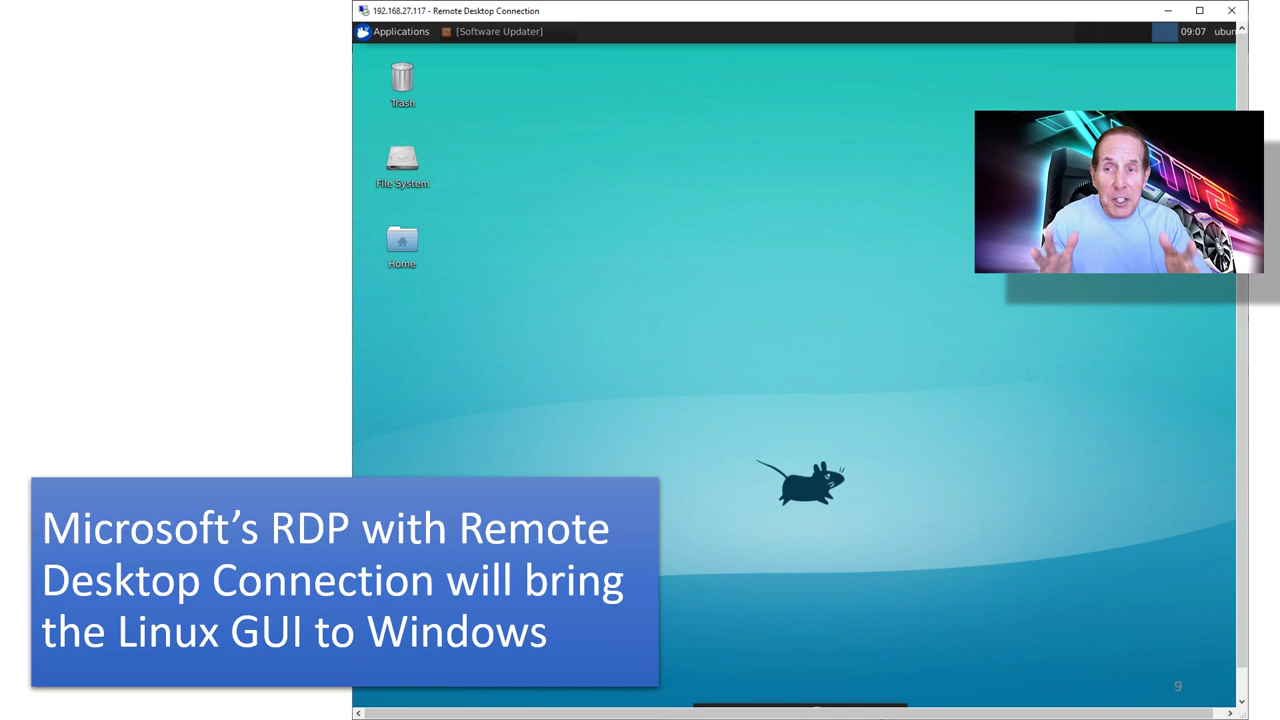 192.168.27.117 - Remote Desktop Connection
Applications
[Software Updater]
09:07
ubun
Trash
File System
Home
Microsoft’s RDP with Remote
Desktop Connection will bring
the Linux GUI to Windows
9